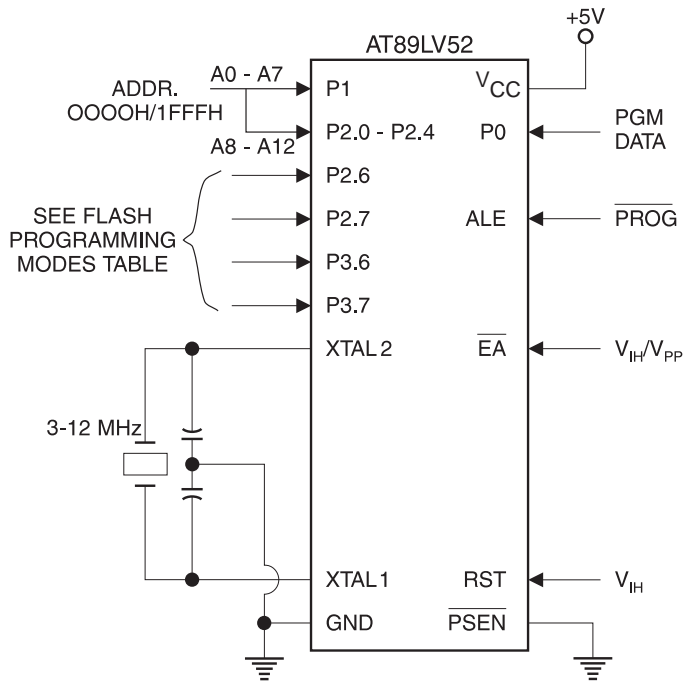 +5V
AT89LV52
A0 - A7
ADDR.
OOOOH/1FFFH
P1
VCC
A8 - A12
P2.0 - P2.4
P0
PGM
DATA
P2.6
SEE FLASH
PROGRAMMING
MODES TABLE
P2.7
ALE
PROG
P3.6
P3.7
XTAL 2
EA
VIH/VPP
3-12 MHz
XTAL1
RST
VIH
GND
PSEN